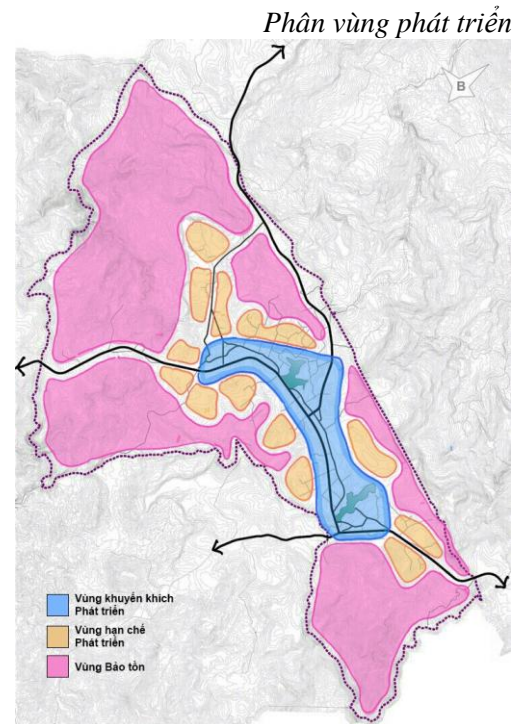 Phân vùng phát triển
B
Vùng khuyến khích
Phát triển
Vùng hạn chế
Phát triển
Vùng Bảo tồn